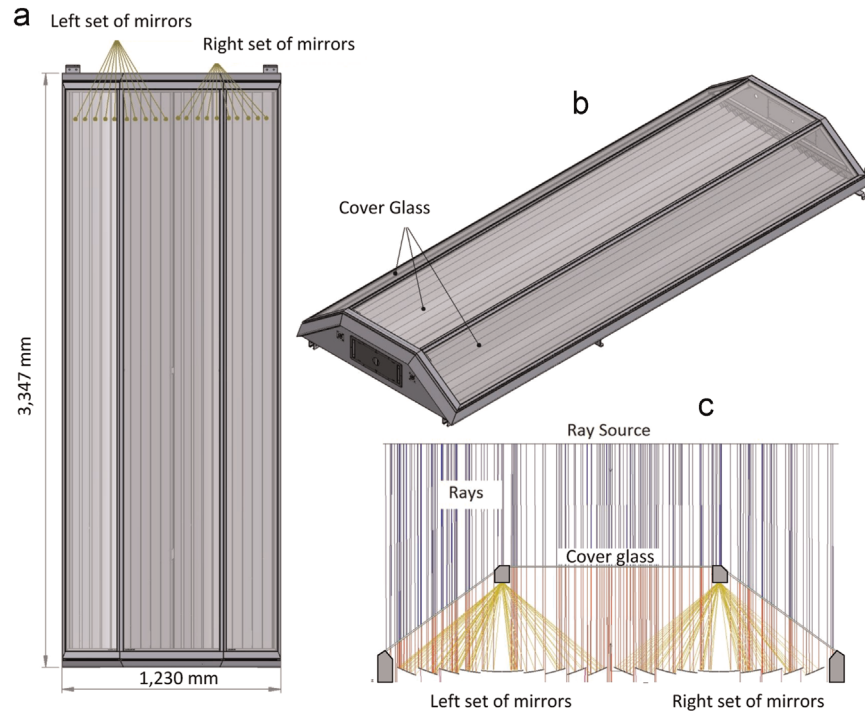 a
Left set of mirrors
Right set of mirrors
3,347 mm
1,230 mm
b
Cover Glass
c
Ray Source
Rays
Cover glass
Left set of mirrors
Right set of mirrors